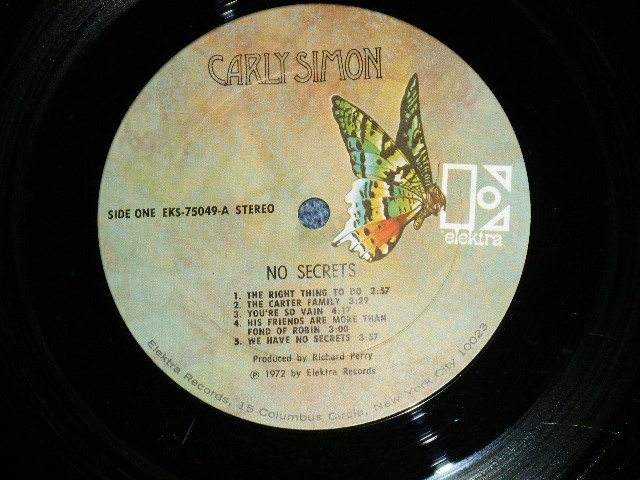 CARLY SIMON
elektra
SIDE ONE EKS-75049-A STEREO
NO SECRETS
1. THE RIGHT THING TO DO 2:57
2. THE CARTER FAMILY 3:29
3. YOU'RE SO VAIN 4:17
4. HIS FRIENDS ARE MORE THAN
FOND OF ROBIN 3:00
5. WE HAVE NO SECRETS 3:57
Produced by Richard Perry
℗ 1972 by Elektra Records
Elektra Records, 15 Columbus Circle, New York City 10023